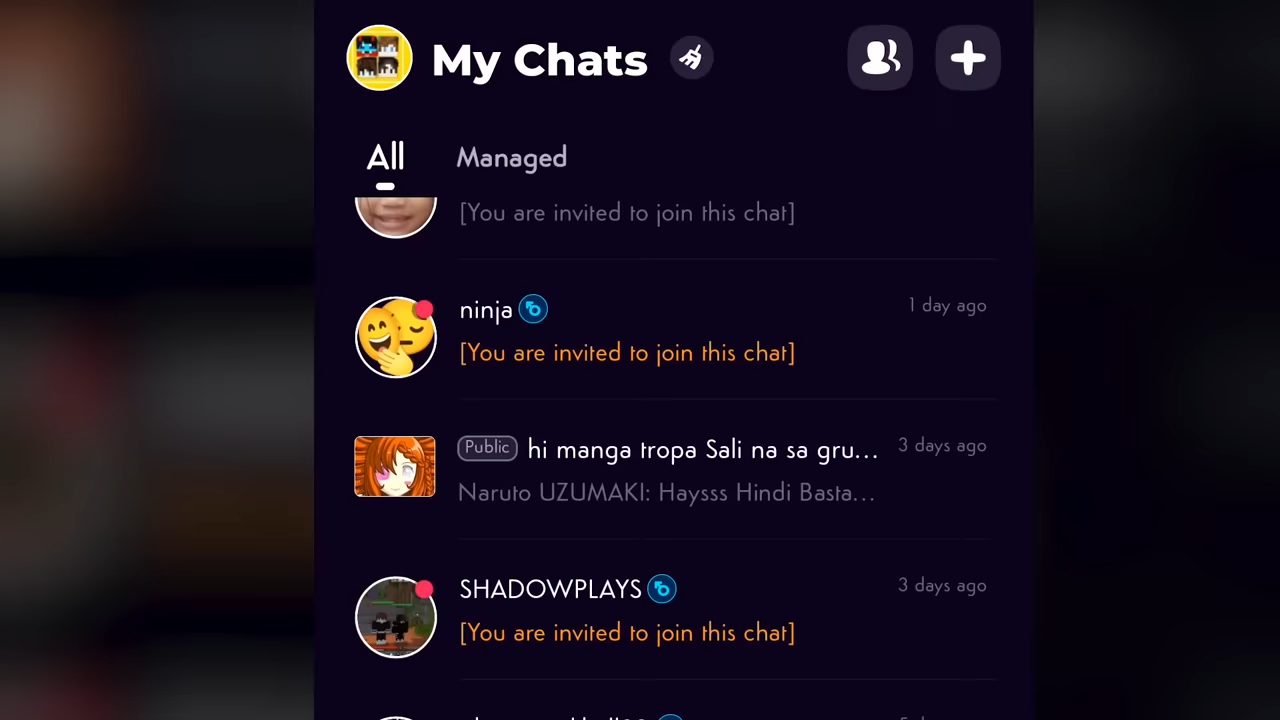 My Chats
All
Managed
[You are invited to join this chat]
ninja
1 day ago
[You are invited to join this chat]
Public
hi manga tropa Sali na sa gru...
3 days ago
Naruto UZUMAKI: Haysss Hindi Basta...
SHADOWPLAYS
3 days ago
[You are invited to join this chat]